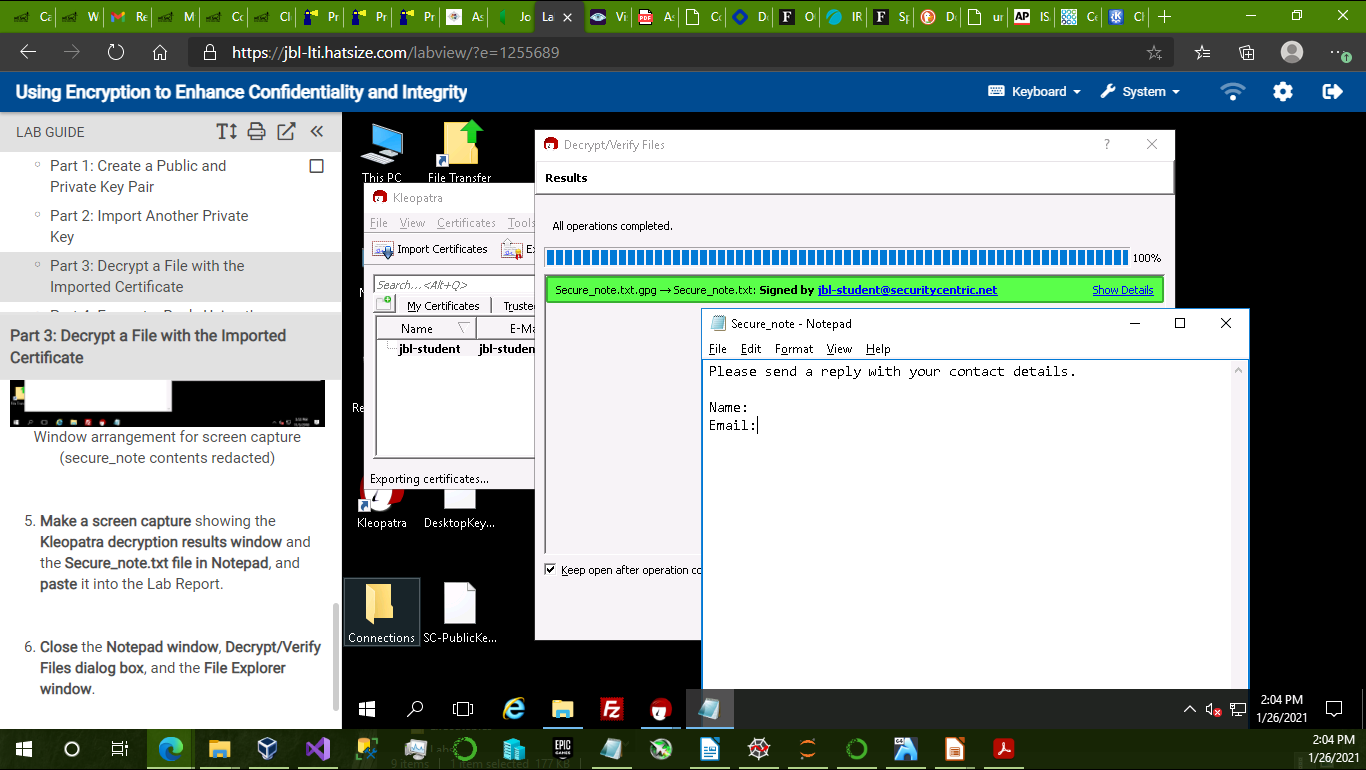 W
Re
M
Co
Cl
Pr
Pr
Pr
As
Jo
La
Vi
As
Co
De
O
IR
Sp
De
ur
AP IS
Co
Cl
https://jbl-lti.hatsize.com/labview/?e=1255689
Using Encryption to Enhance Confidentiality and Integrity
Keyboard
System
LAB GUIDE
Part 1: Create a Public and
Private Key Pair
Part 2: Import Another Private
Key
Part 3: Decrypt a File with the
Imported Certificate
Part 3: Decrypt a File with the Imported
Certificate
Window arrangement for screen capture
(secure_note contents redacted)
5. Make a screen capture showing the
Kleopatra decryption results window and
the Secure_note.txt file in Notepad, and
paste it into the Lab Report.
6. Close the Notepad window, Decrypt/Verify
Files dialog box, and the File Explorer
window.
This PC
File Transfer
Kleopatra
File View Certificates Tools
Import Certificates
Search...<Alt+Q>
My Certificates
Truste
Name
E-Ma
jbl-student
jbl-studen
Exporting certificates...
Kleopatra
DesktopKey...
Connections
SC-PublicKe...
Decrypt/Verify Files
?
Results
All operations completed.
100%
Secure_note.txt.gpg → Secure_note.txt: Signed by jbl-student@securitycentric.net
Show Details
Keep open after operation co
Secure_note - Notepad
File Edit Format View Help
Please send a reply with your contact details.
Name:
Email:
2:04 PM
1/26/2021
9 items
1 item selected 177 KB
EPIC
GAMES
2:04 PM
1/26/2021